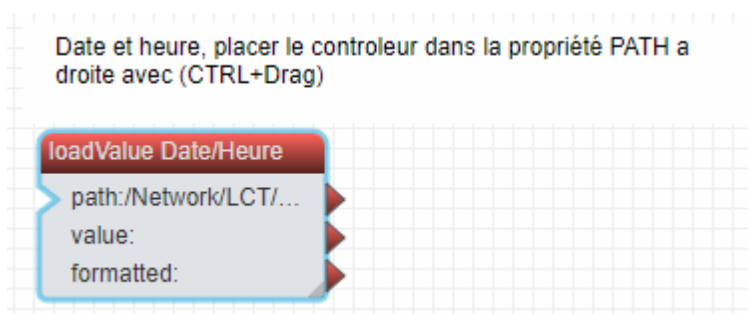 Date et heure, placer le controleur dans la propriété PATH a
droite avec (CTRL+Drag)
loadValue Date/Heure
path:/Network/LCT/...
value:
formatted: